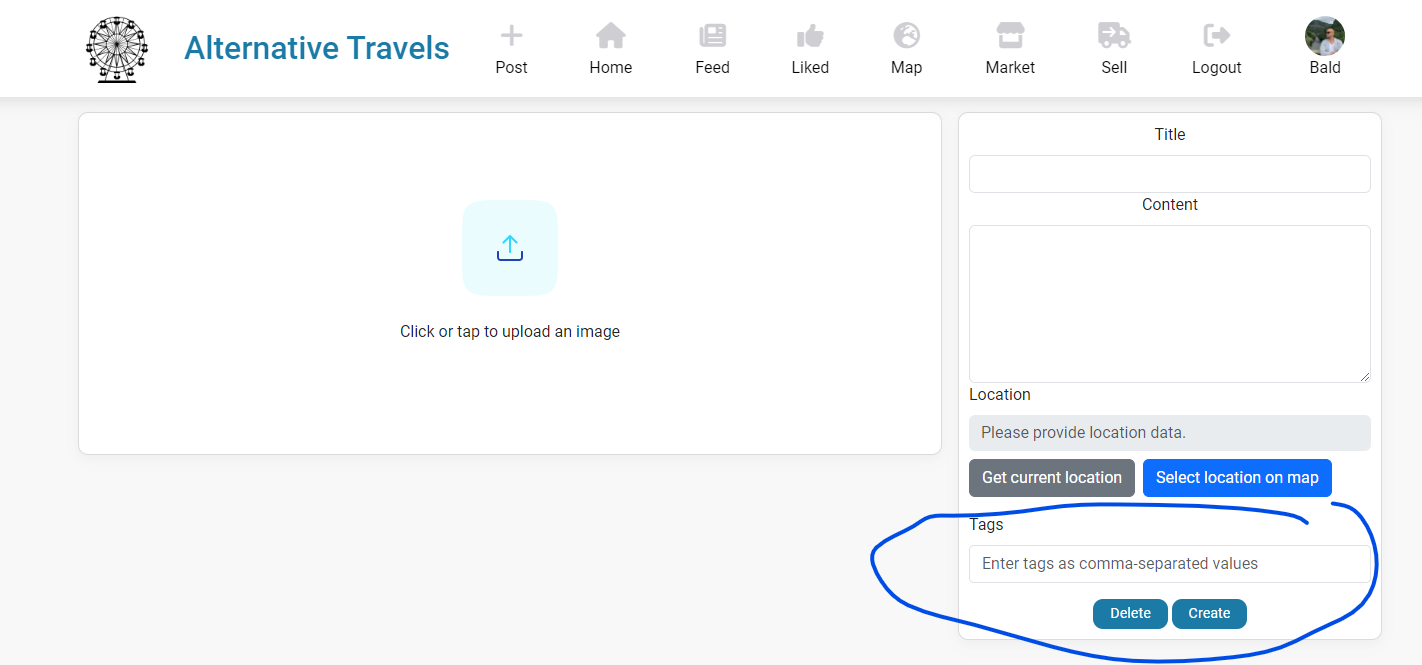 Alternative Travels
Post Home Feed Liked Map Market Sell Logout Bald
Title
Click or tap to upload an image
Content
Location
Please provide location data.
Get current location Select location on map
Tags
Enter tags as comma-separated values
Delete Create